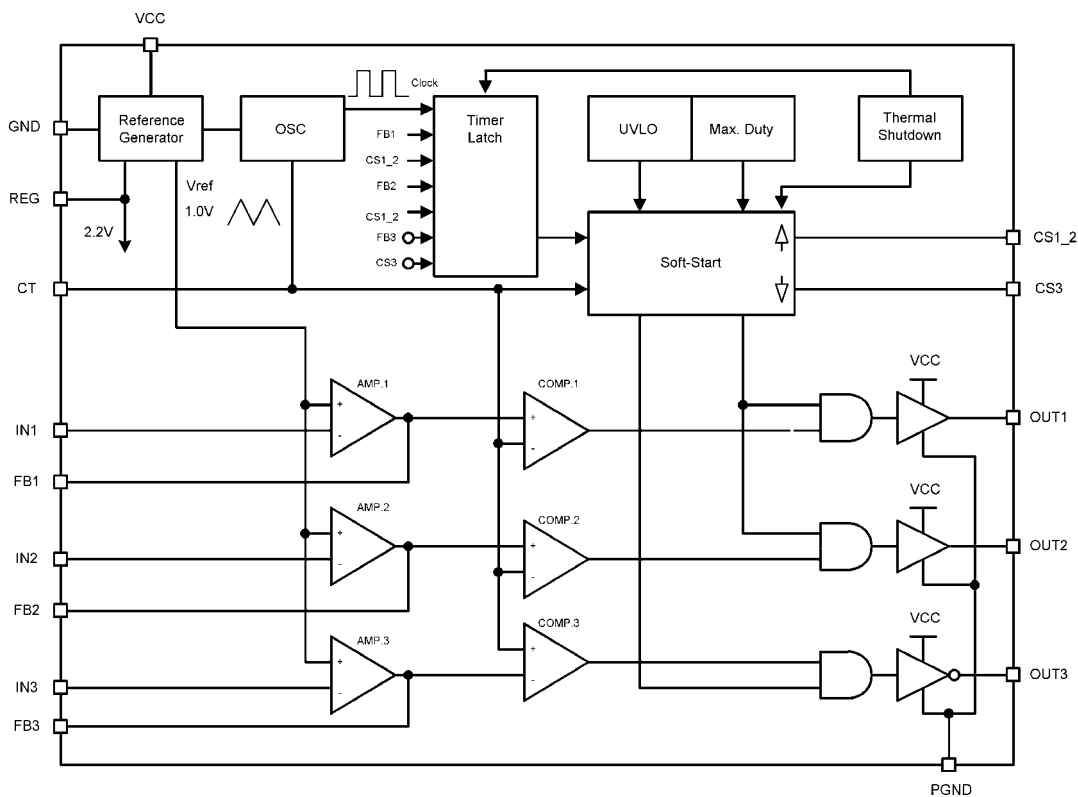 VCC
Clock
GND
Reference
Generator
OSC
Timer
Latch
UVLO
Max. Duty
Thermal
Shutdown
FB1
CS1_2
FB2
CS1_2
FB3
CS3
REG
Vref
1.0V
2.2V
CT
Soft-Start
CS1_2
CS3
AMP.1
+
-
COMP.1
+
-
VCC
IN1
OUT1
FB1
AMP.2
+
-
COMP.2
+
-
VCC
IN2
OUT2
FB2
AMP.3
+
-
COMP.3
+
-
VCC
IN3
OUT3
FB3
PGND